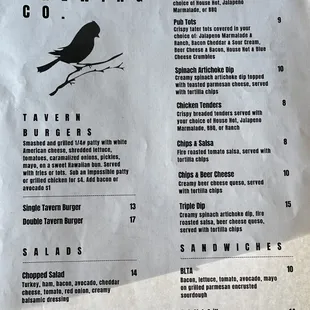 CO.
TAVERN
BURGERS
Smashed and grilled 1/4# patty with white
American cheese, shredded lettuce,
tomatoes, caramelized onions, pickles,
mayo, on a sweet Hawaiian bun. Served
with fries or tots. Sub an impossible patty
or grilled chicken for $4. Add bacon or
avocado $1
Single Tavern Burger 13
Double Tavern Burger 17
SALADS
Chopped Salad 14
Turkey, ham, bacon, avocado, cheddar
cheese, tomato, red onion, creamy
balsamic dressing
choice of House Hot, Jalapeno
Marmalade, or BBQ
Pub Tots 9
Crispy tater tots covered in your
choice of: Jalapeno Marmalade &
Ranch, Bacon Cheddar & Sour Cream,
Beer Cheese & Bacon, House Hot & Blue
Cheese Crumbles
Spinach Artichoke Dip 10
Creamy spinach artichoke dip topped
with toasted parmesan cheese, served
with tortilla chips
Chicken Tenders 8
Crispy breaded tenders served with
your choice of House Hot, Jalapeno
Marmalade, BBQ, or Ranch
Chips & Salsa 8
Fire roasted tomato salsa, served with
tortilla chips
Chips & Beer Cheese 10
Creamy beer cheese queso, served
with tortilla chips
Triple Dip 15
Creamy spinach artichoke dip, fire
roasted salsa, beer cheese queso,
served with tortilla chips
SANDWICHES
BLTA 10
Bacon, lettuce, tomato, avocado, mayo
on grilled parmesan encrusted
sourdough